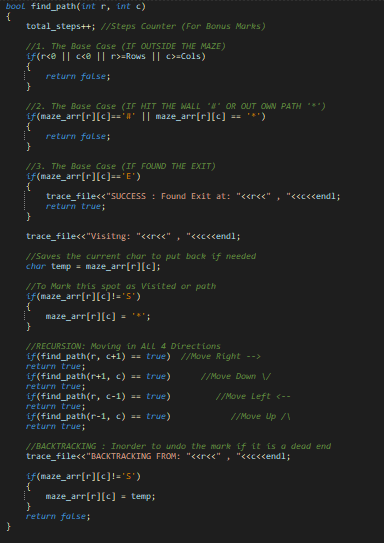 bool find_path(int r, int c)
{
total_steps++; //Steps Counter (For Bonus Marks)
//1. The Base Case (IF OUTSIDE THE MAZE)
if(r<0 || c<0 || r>=Rows || c>=Cols)
{
return false;
}
//2. The Base Case (IF HIT THE WALL '#' OR OUT OWN PATH '*')
if(maze_arr[r][c]=='#' || maze_arr[r][c] == '*')
{
return false;
}
//3. The Base Case (IF FOUND THE EXIT)
if(maze_arr[r][c]=='E')
{
trace_file<<"SUCCESS : Found Exit at: "<<r<<" , "<<c<<endl;
return true;
}
trace_file<<"Visitng: "<<r<<" , "<<c<<endl;
//Saves the current char to put back if needed
char temp = maze_arr[r][c];
//To Mark this spot as Visited or path
if(maze_arr[r][c]!='S')
{
maze_arr[r][c] = '*';
}
//RECURSION: Moving in All 4 Directions
if(find_path(r, c+1) == true) //Move Right -->
return true;
if(find_path(r+1, c) == true) //Move Down \/
return true;
if(find_path(r, c-1) == true) //Move Left <--
return true;
if(find_path(r-1, c) == true) //Move Up /\
return true;
//BACKTRACKING : Inorder to undo the mark if it is a dead end
trace_file<<"BACKTRACKING FROM: "<<r<<" , "<<c<<endl;
if(maze_arr[r][c]!='S')
{
maze_arr[r][c] = temp;
}
return false;
}